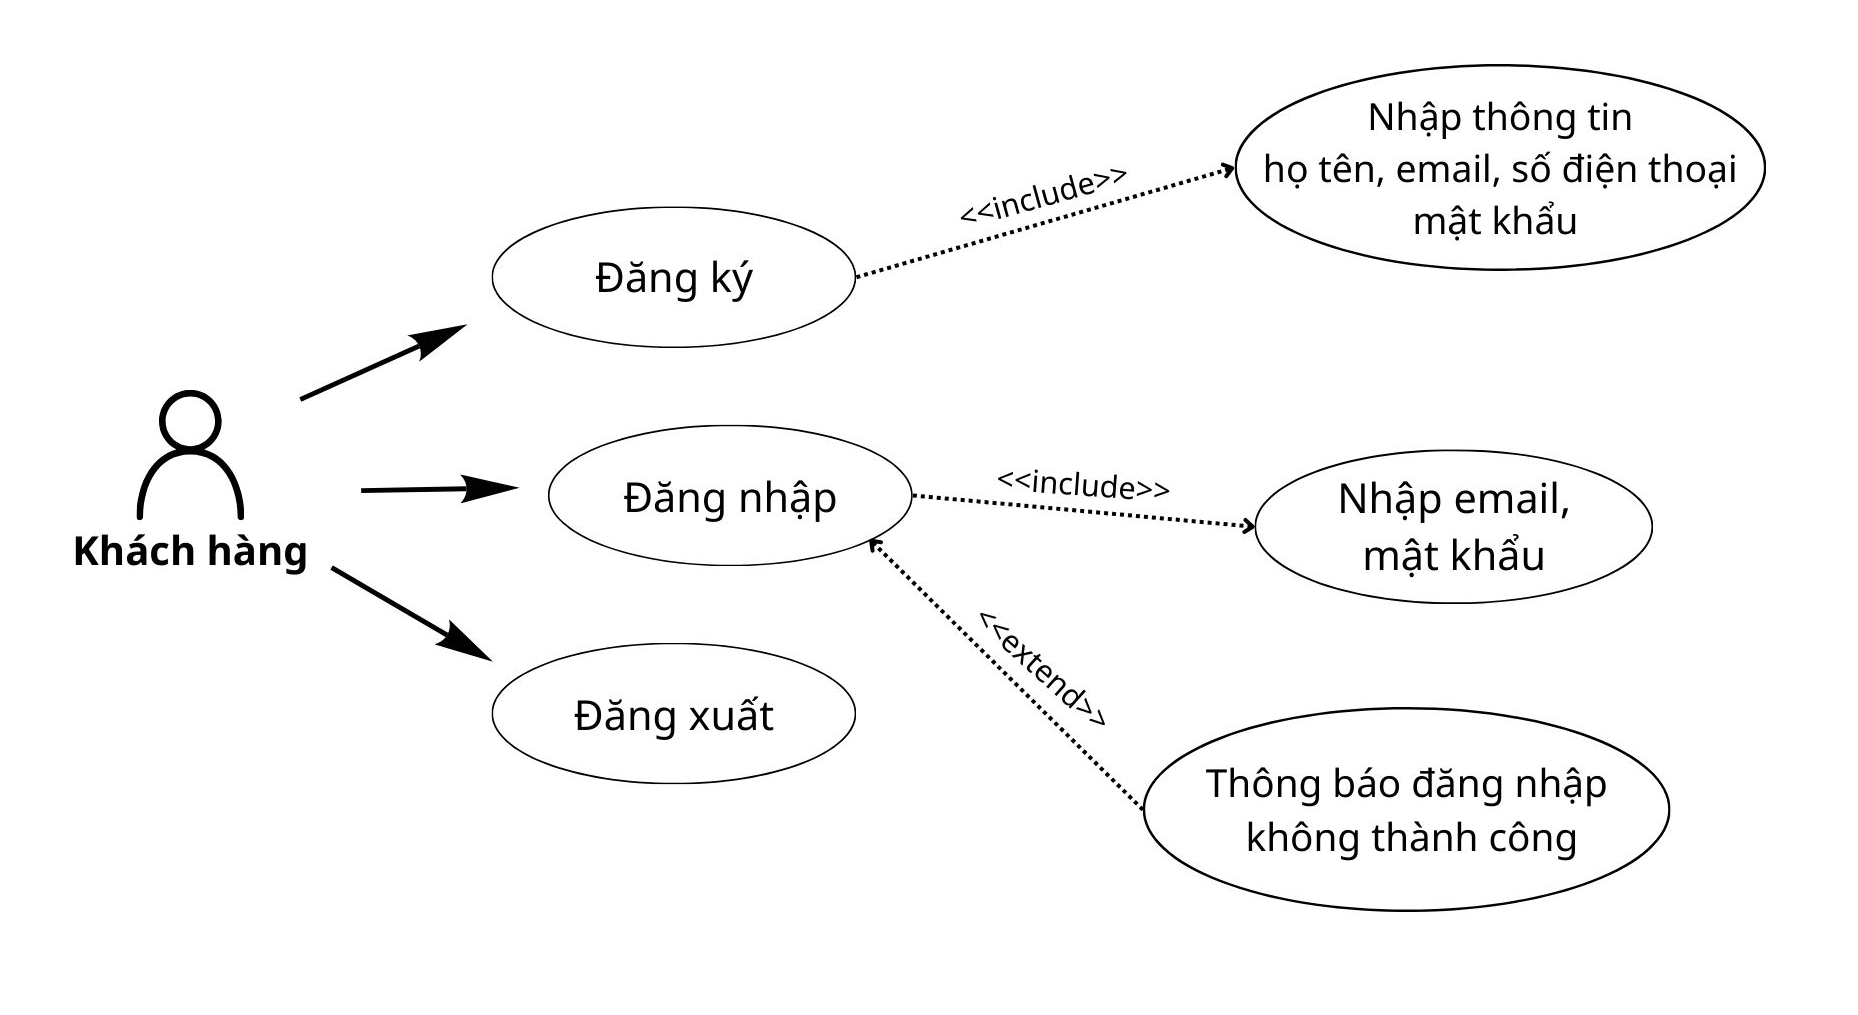 Nhập thông tin
họ tên, email, số điện thoại
mật khẩu
<<include>>
Đăng ký
Đăng nhập
<<include>>
Nhập email,
mật khẩu
Khách hàng
<<extend>>
Đăng xuất
Thông báo đăng nhập
không thành công